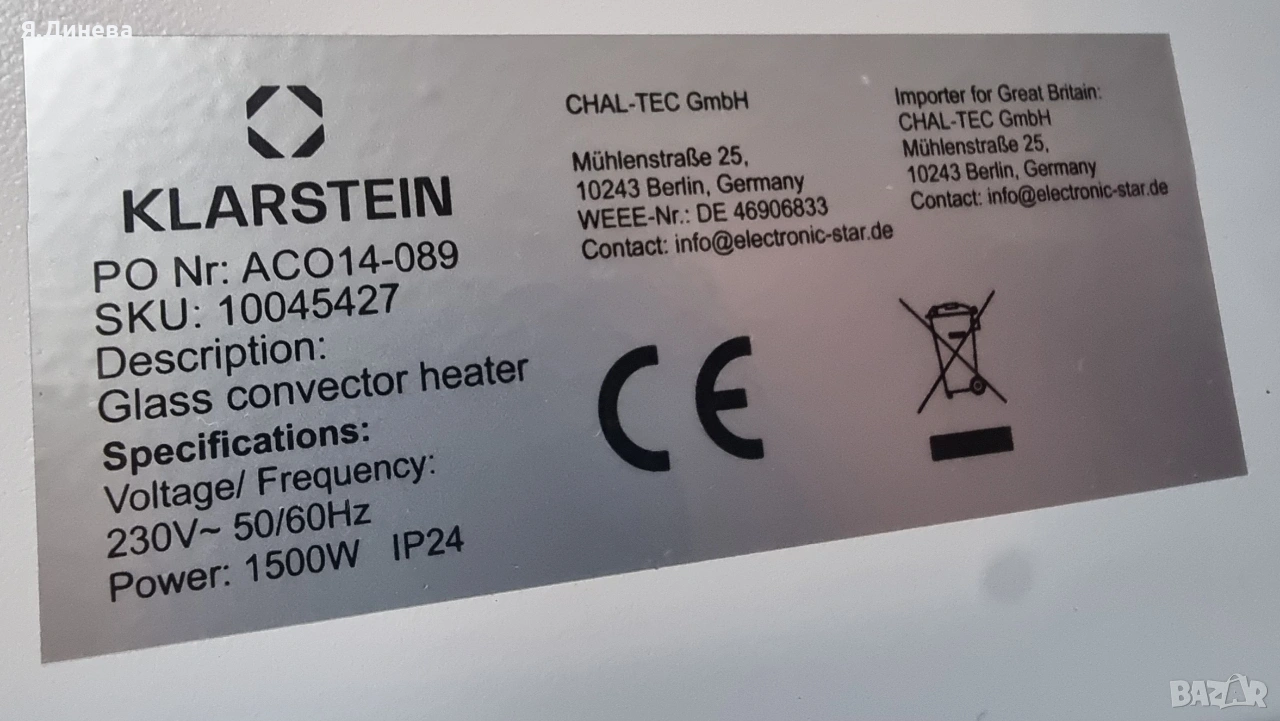 Я.Динева
KLARSTEIN
PO Nr: ACO14-089
SKU: 10045427
Description:
Glass convector heater
Specifications:
Voltage/ Frequency:
230V~ 50/60Hz
Power: 1500W IP24
CHAL-TEC GmbH
Mühlenstraße 25,
10243 Berlin, Germany
WEEE-Nr.: DE 46906833
Contact: info@electronic-star.de
Importer for Great Britain:
CHAL-TEC GmbH
Mühlenstraße 25,
10243 Berlin, Germany
Contact: info@electronic-star.de
CE
BAZAR